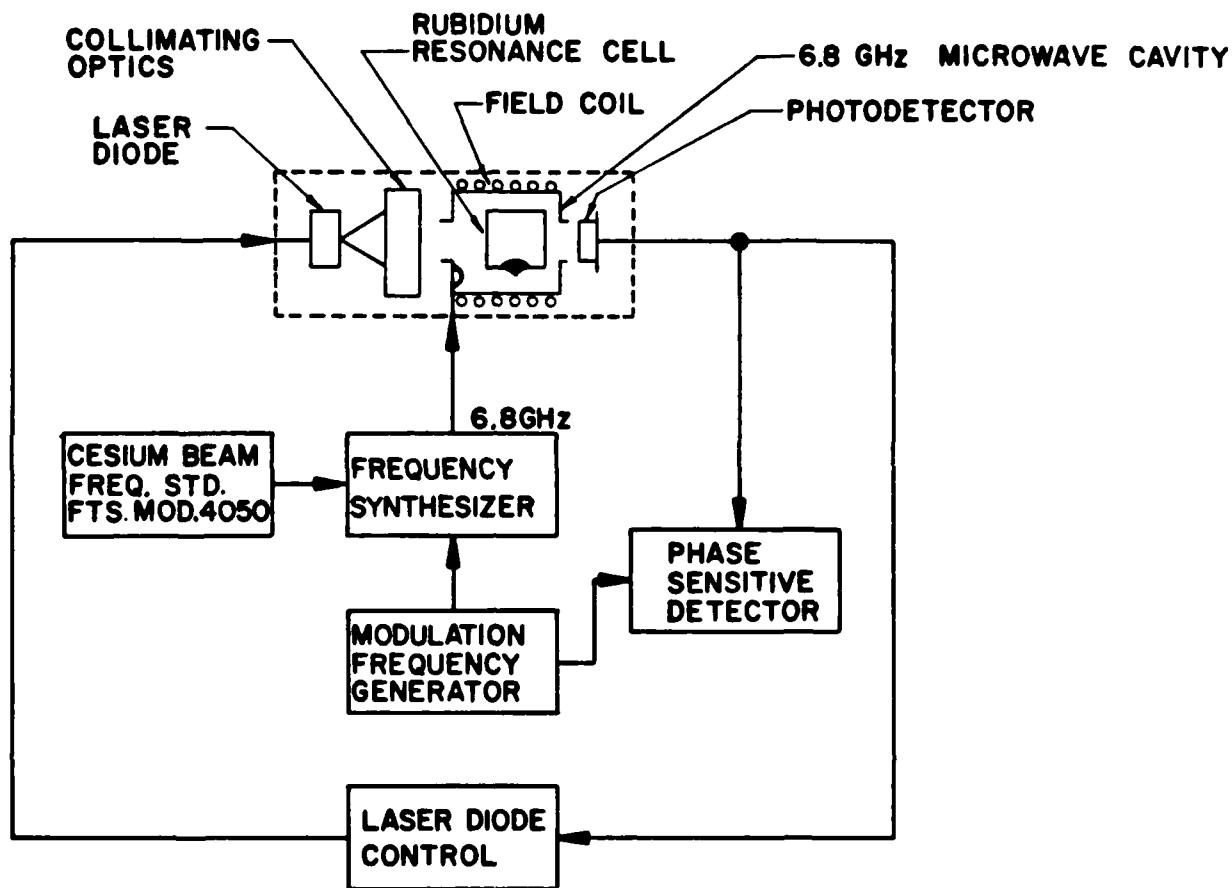 COLLIMATING
OPTICS
RUBIDIUM
RESONANCE CELL
6.8 GHz MICROWAVE CAVITY
FIELD COIL
PHOTODETECTOR
LASER
DIODE
6.8GHz
CESIUM BEAM
FREQ. STD.
FTS. MOD.4050
FREQUENCY
SYNTHESIZER
PHASE
SENSITIVE
DETECTOR
MODULATION
FREQUENCY
GENERATOR
LASER DIODE
CONTROL